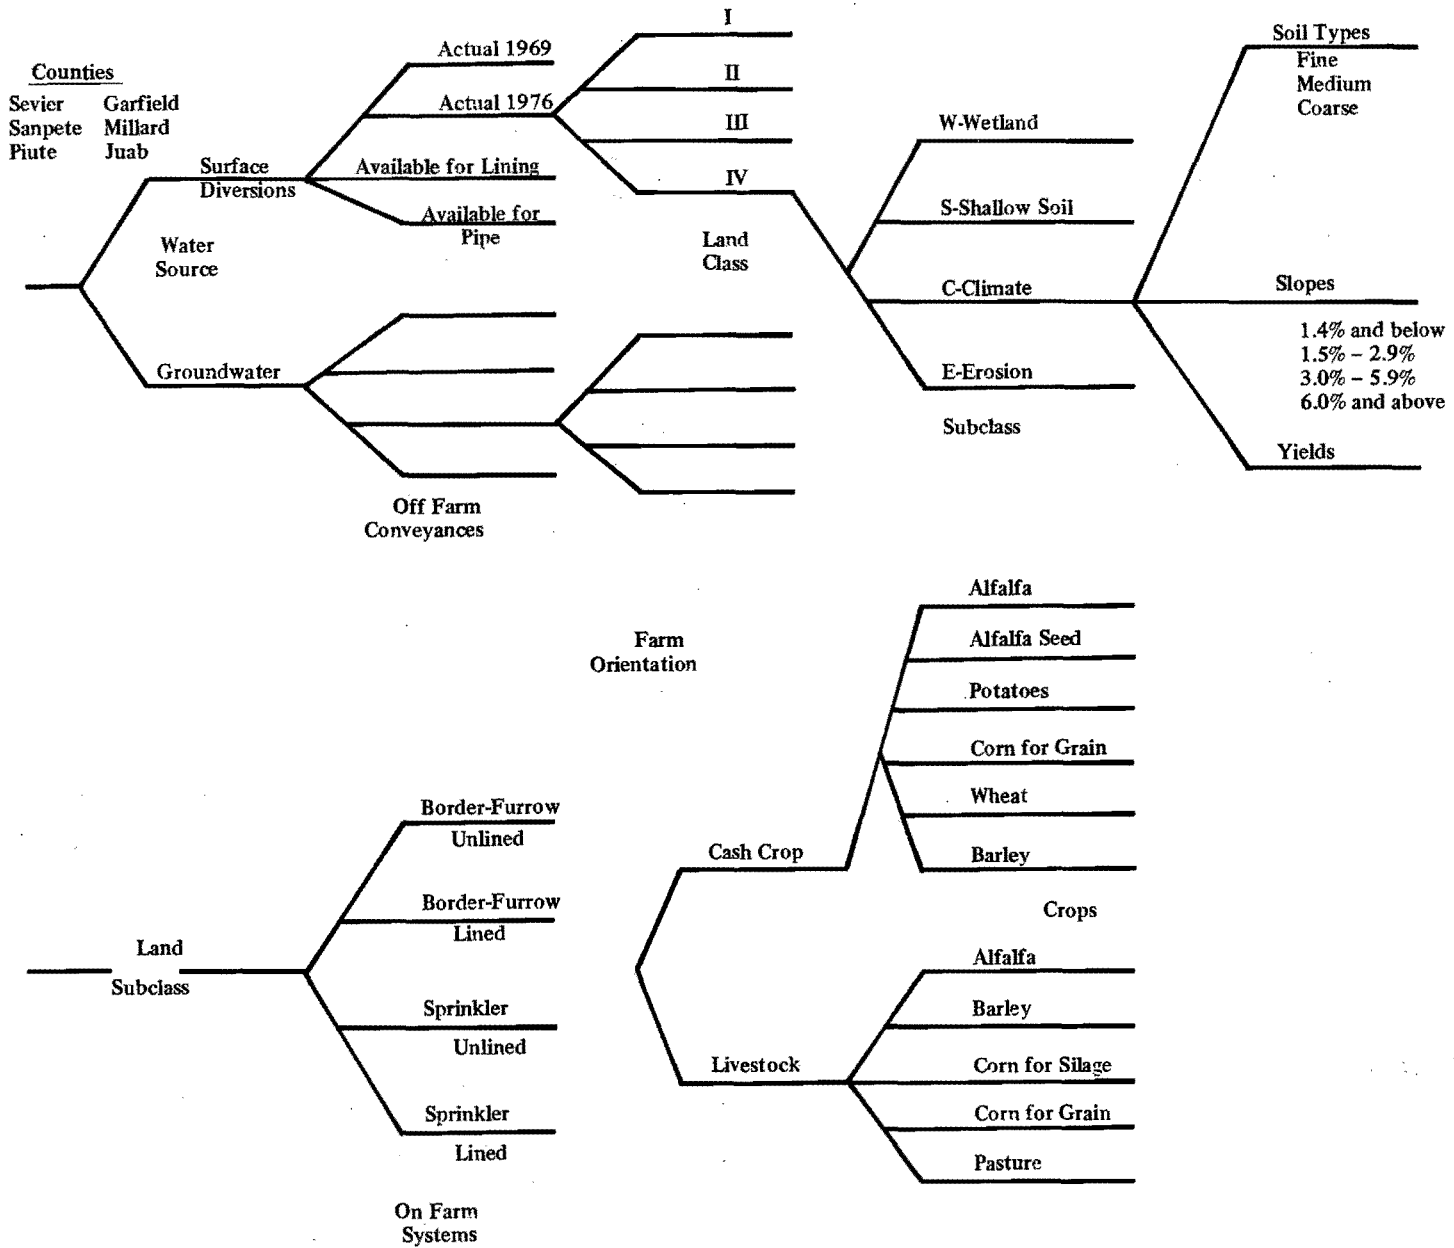 Counties
Sevier Garfield
Sanpete Millard
Piute Juab
Water
Source
Surface
Diversions
Groundwater
Actual 1969
Actual 1976
Available for Lining
Available for
Pipe
Off Farm
Conveyances
I
II
III
IV
Land
Class
W-Wetland
S-Shallow Soil
C-Climate
E-Erosion
Subclass
Soil Types
Fine
Medium
Coarse
Slopes
1.4% and below
1.5% – 2.9%
3.0% – 5.9%
6.0% and above
Yields
Land
Subclass
Border-Furrow
Unlined
Border-Furrow
Lined
Sprinkler
Unlined
Sprinkler
Lined
On Farm
Systems
Farm
Orientation
Cash Crop
Livestock
Alfalfa
Alfalfa Seed
Potatoes
Corn for Grain
Wheat
Barley
Crops
Alfalfa
Barley
Corn for Silage
Corn for Grain
Pasture